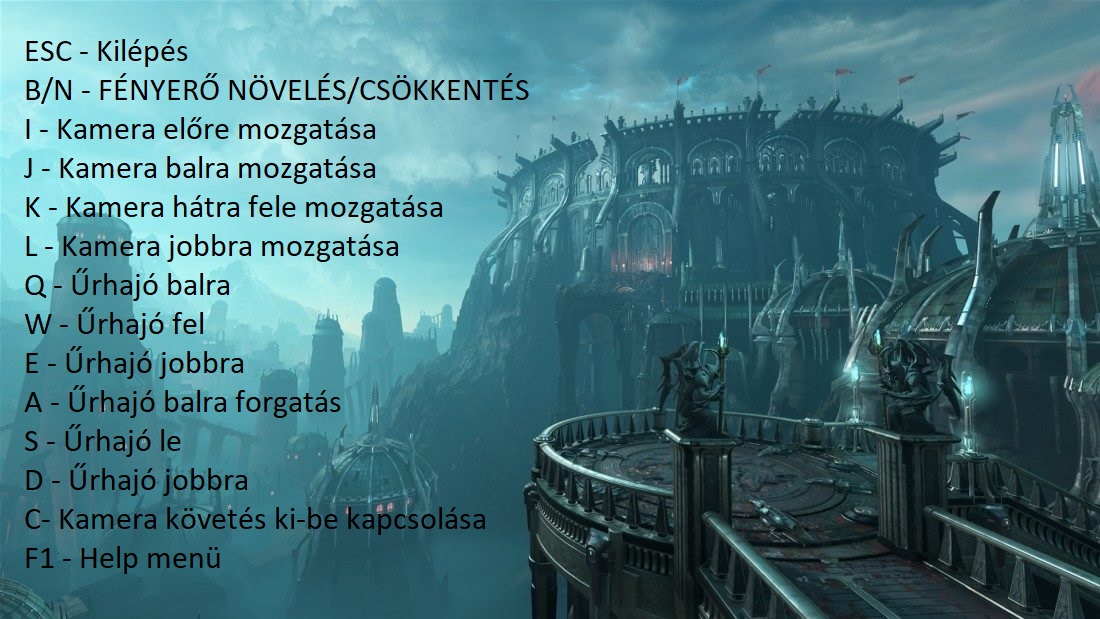 ESC - Kilépés
B/N - FÉNYERŐ NÖVELÉS/CSÖKKENTÉS
I - Kamera előre mozgatása
J - Kamera balra mozgatása
K - Kamera hátra fele mozgatása
L - Kamera jobbra mozgatása
Q - Űrhajó balra
W - Űrhajó fel
E - Űrhajó jobbra
A - Űrhajó balra forgatás
S - Űrhajó le
D - Űrhajó jobbra
C- Kamera követés ki-be kapcsolása
F1 - Help menü